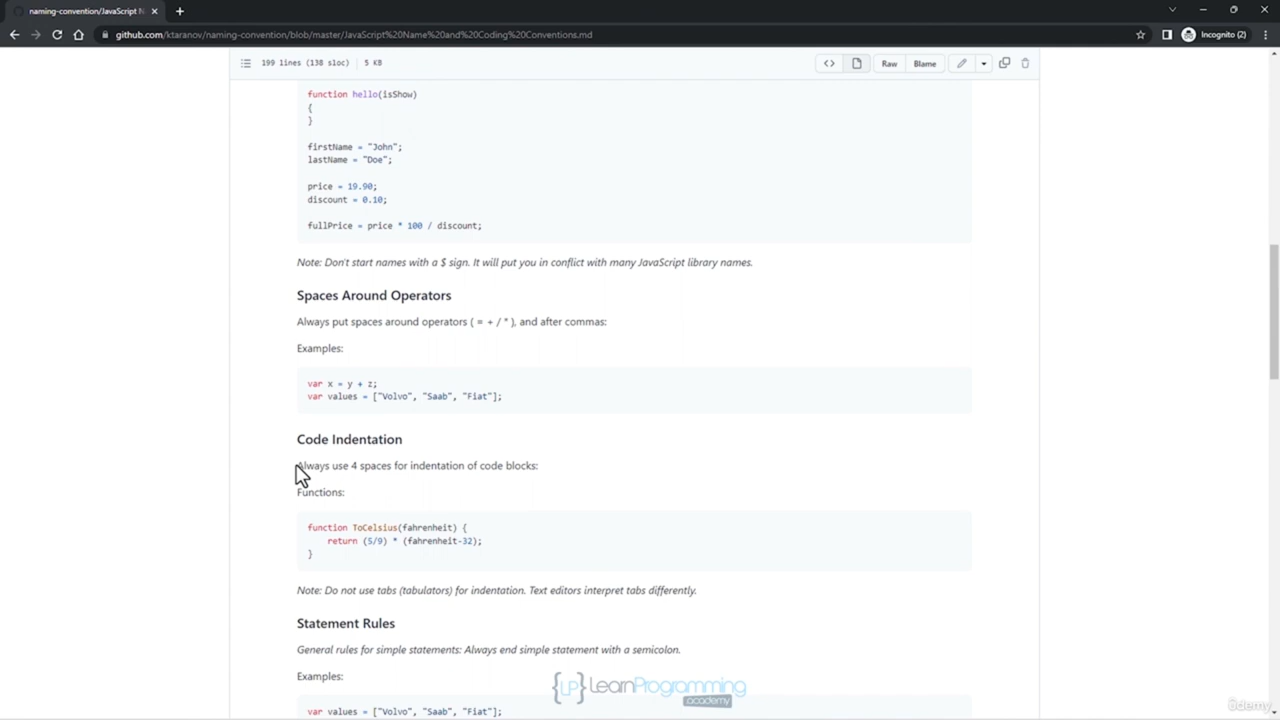 naming-convention/JavaScript N
github.com/ktaranov/naming-convention/blob/master/JavaScript%20Name%20and%20Coding%20Conventions.md
Incognito (2)
199 lines (138 sloc) 5 KB
Raw
Blame
function hello(isShow)
{
}
firstName = "John";
lastName = "Doe";
price = 19.90;
discount = 0.10;
fullPrice = price * 100 / discount;
Note: Don't start names with a $ sign. It will put you in conflict with many JavaScript library names.
Spaces Around Operators
Always put spaces around operators ( = + / * ), and after commas:
Examples:
var x = y + z;
var values = ["Volvo", "Saab", "Fiat"];
Code Indentation
Always use 4 spaces for indentation of code blocks:
Functions:
function ToCelsius(fahrenheit) {
return (5/9) * (fahrenheit-32);
}
Note: Do not use tabs (tabulators) for indentation. Text editors interpret tabs differently.
Statement Rules
General rules for simple statements: Always end simple statement with a semicolon.
Examples:
var values = ["Volvo", "Saab", "Fiat"];
{LP} LearnProgramming
academy
ûdemy